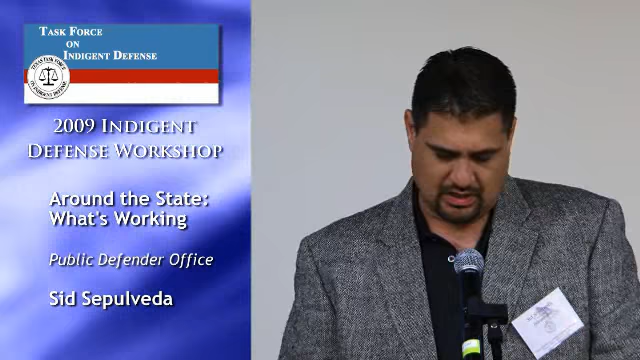 TASK FORCE
ON
INDIGENT DEFENSE
2009 INDIGENT
DEFENSE WORKSHOP
Around the State:
What's Working
Public Defender Office
Sid Sepulveda